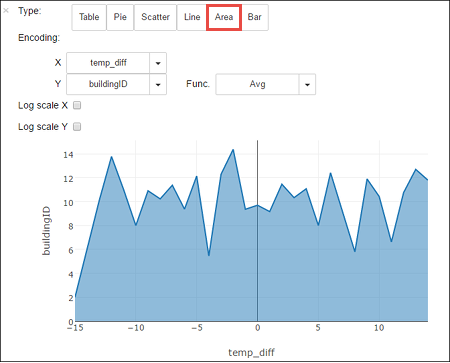 × Type: Table Pie Scatter Line Area Bar
Encoding:
X temp_diff
Y buildingID Func. Avg
Log scale X
Log scale Y
14
12
10
8
6
4
2
0
−15 −10 −5 0 5 10
buildingID
temp_diff